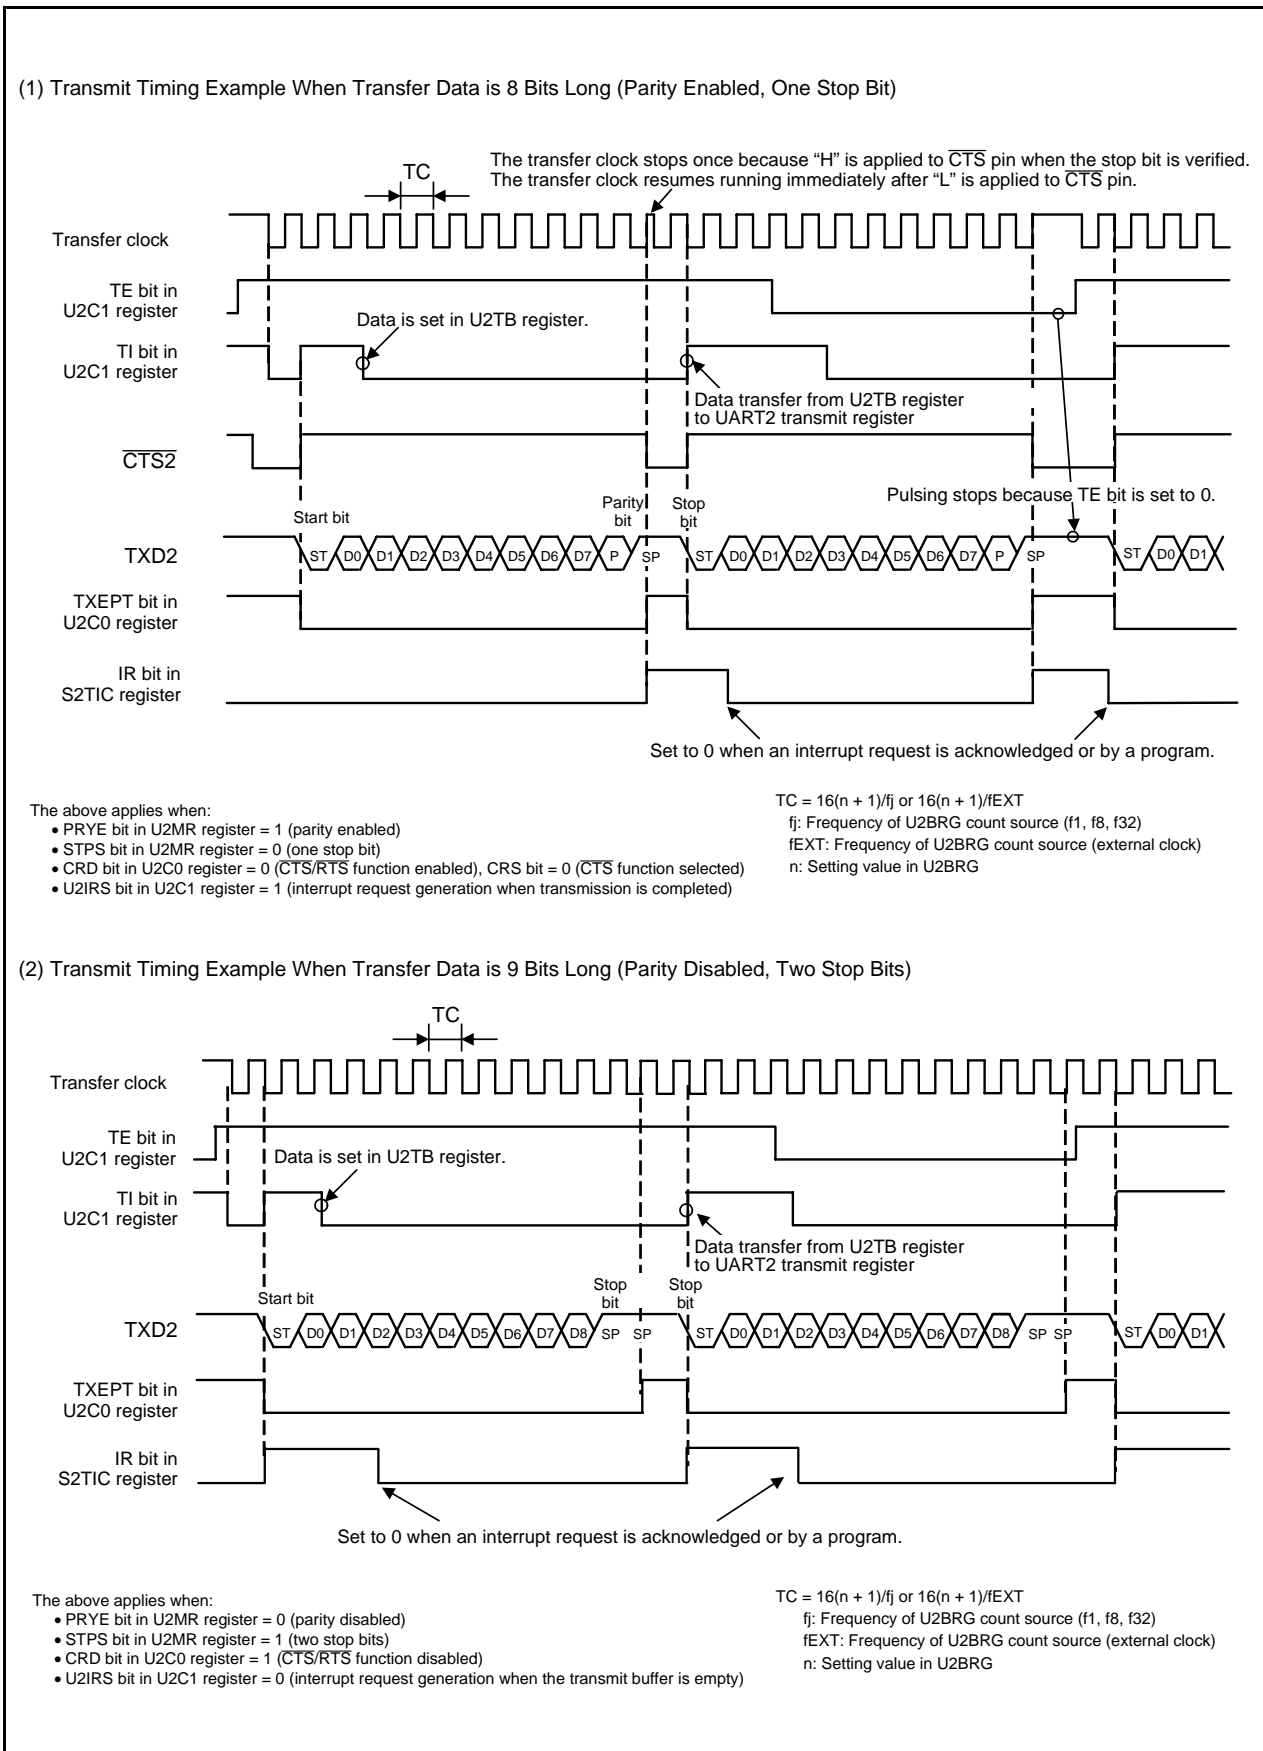 (1) Transmit Timing Example When Transfer Data is 8 Bits Long (Parity Enabled, One Stop Bit)
The transfer clock stops once because “H” is applied to CTS pin when the stop bit is verified.
The transfer clock resumes running immediately after “L” is applied to CTS pin.
TC
Transfer clock
TE bit in
U2C1 register
Data is set in U2TB register.
TI bit in
U2C1 register
Data transfer from U2TB register
to UART2 transmit register
CTS2
Pulsing stops because TE bit is set to 0.
Start bit
Parity
bit
Stop
bit
TXD2
ST D0 D1 D2 D3 D4 D5 D6 D7 P SP ST D0 D1 D2 D3 D4 D5 D6 D7 P SP ST D0 D1
TXEPT bit in
U2C0 register
IR bit in
S2TIC register
Set to 0 when an interrupt request is acknowledged or by a program.
The above applies when:
• PRYE bit in U2MR register = 1 (parity enabled)
• STPS bit in U2MR register = 0 (one stop bit)
• CRD bit in U2C0 register = 0 (CTS/RTS function enabled), CRS bit = 0 (CTS function selected)
• U2IRS bit in U2C1 register = 1 (interrupt request generation when transmission is completed)
TC = 16(n + 1)/fj or 16(n + 1)/fEXT
fj: Frequency of U2BRG count source (f1, f8, f32)
fEXT: Frequency of U2BRG count source (external clock)
n: Setting value in U2BRG
(2) Transmit Timing Example When Transfer Data is 9 Bits Long (Parity Disabled, Two Stop Bits)
TC
Transfer clock
TE bit in
U2C1 register
Data is set in U2TB register.
TI bit in
U2C1 register
Data transfer from U2TB register
to UART2 transmit register
Start bit
Stop
bit
Stop
bit
TXD2
ST D0 D1 D2 D3 D4 D5 D6 D7 D8 SP SP ST D0 D1 D2 D3 D4 D5 D6 D7 D8 SP SP ST D0 D1
TXEPT bit in
U2C0 register
IR bit in
S2TIC register
Set to 0 when an interrupt request is acknowledged or by a program.
The above applies when:
• PRYE bit in U2MR register = 0 (parity disabled)
• STPS bit in U2MR register = 1 (two stop bits)
• CRD bit in U2C0 register = 1 (CTS/RTS function disabled)
• U2IRS bit in U2C1 register = 0 (interrupt request generation when the transmit buffer is empty)
TC = 16(n + 1)/fj or 16(n + 1)/fEXT
fj: Frequency of U2BRG count source (f1, f8, f32)
fEXT: Frequency of U2BRG count source (external clock)
n: Setting value in U2BRG